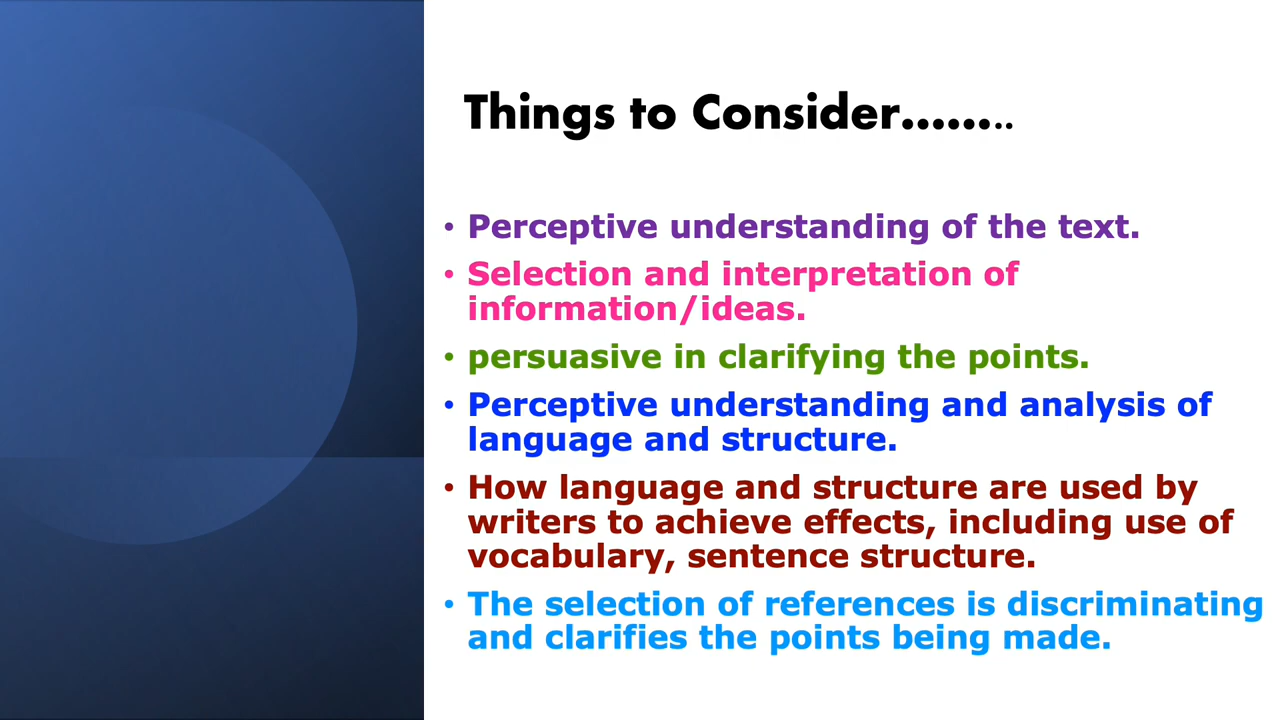 Things to Consider........
• Perceptive understanding of the text.
• Selection and interpretation of
information/ideas.
• persuasive in clarifying the points.
• Perceptive understanding and analysis of
language and structure.
• How language and structure are used by
writers to achieve effects, including use of
vocabulary, sentence structure.
• The selection of references is discriminating
and clarifies the points being made.